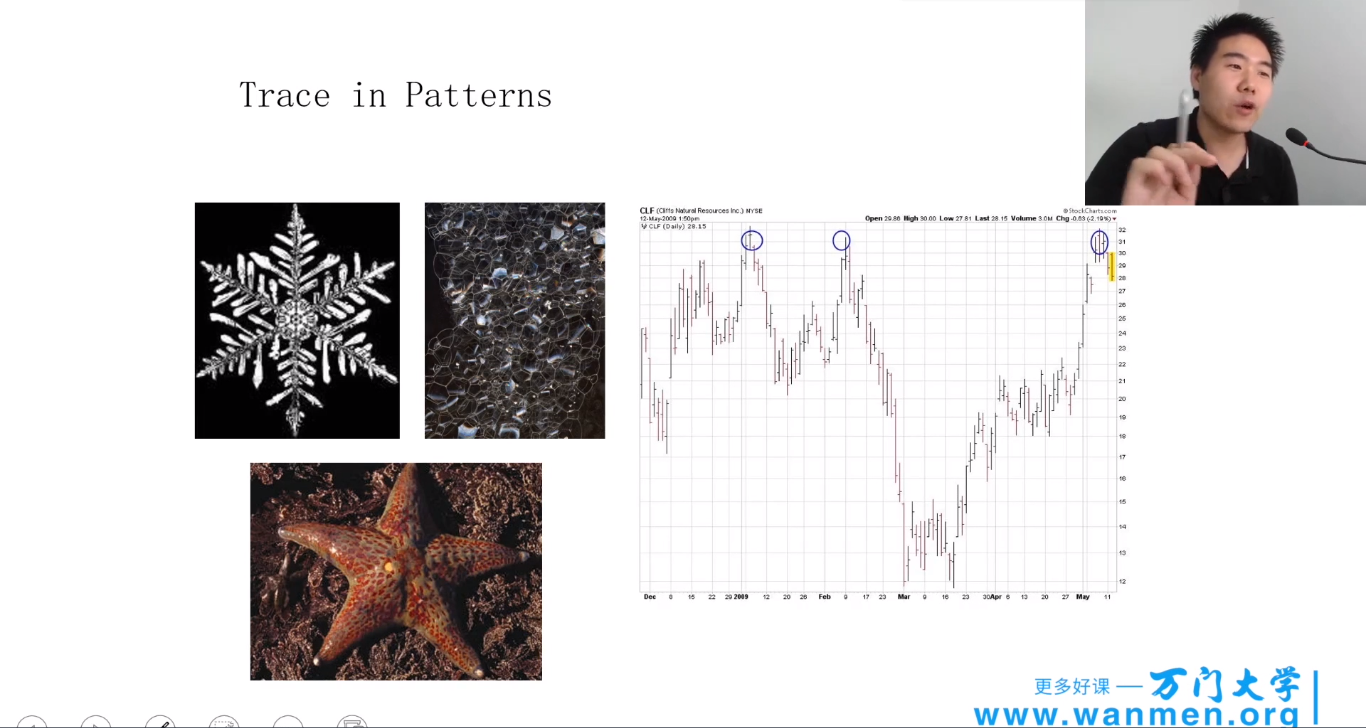 Trace in Patterns
CLF (Cliffs Natural Resources Inc.) NYSE
© StockCharts.com
12-May-2009 1:50pm
Open 29.86 High 30.00 Low 27.81 Last 28.15 Volume 3.0M Chg -0.63 (-2.19%)
CLF (Daily) 28.15
32
31
30
29
28
27
26
25
24
23
22
21
20
19
18
17
16
15
14
13
12
Dec 8 15 22 29 2009 12 20 26 Feb 9 17 23 Mar 9 16 23 30 Apr 6 13 20 27 May 11
更多好课 — 万门大学
www.wanmen.org